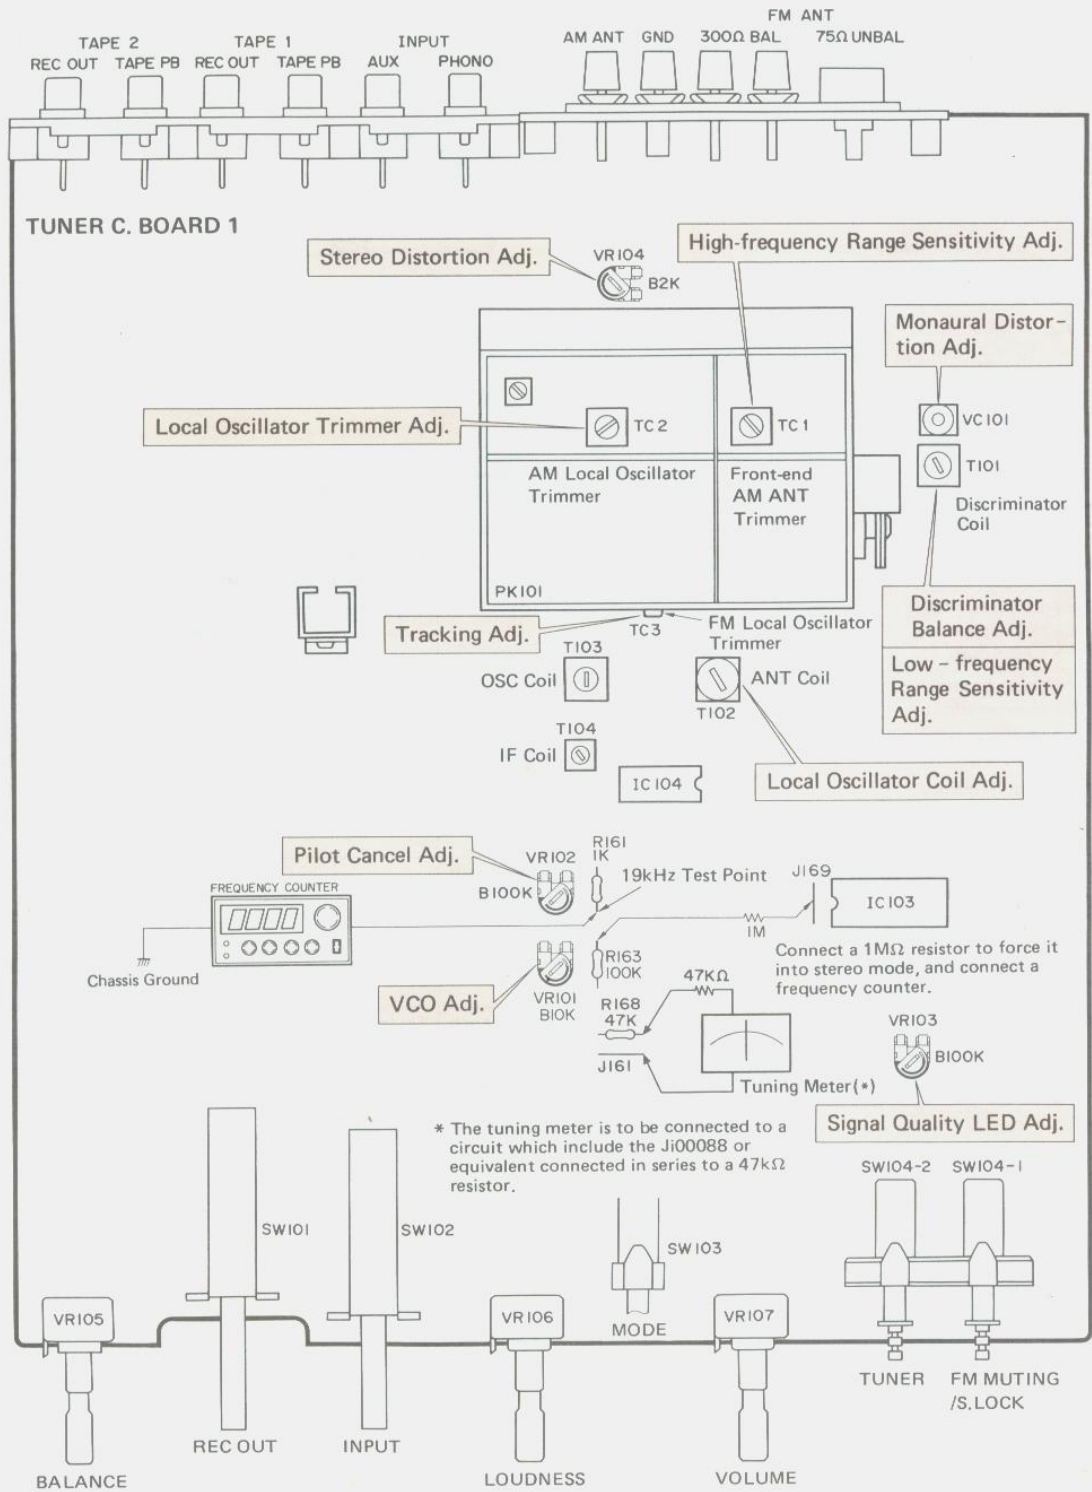 FM ANT
TAPE 2 TAPE 1 INPUT
AM ANT GND 300Ω BAL 75Ω UNBAL
REC OUT TAPE PB REC OUT TAPE PB AUX PHONO
TUNER C. BOARD 1
Stereo Distortion Adj.
VR104
B2K
High-frequency Range Sensitivity Adj.
Monaural Distor-
tion Adj.
Local Oscillator Trimmer Adj.
TC2
TC1
VC101
T101
AM Local Oscillator
Trimmer
Front-end
AM ANT
Trimmer
Discriminator
Coil
PK101
Discriminator
Balance Adj.
Low-frequency
Range Sensitivity
Adj.
Tracking Adj.
TC3
FM Local Oscillator
Trimmer
T103
OSC Coil
ANT Coil
T102
T104
IF Coil
IC104
Local Oscillator Coil Adj.
Pilot Cancel Adj.
VR102
B100K
R161
1K
19kHz Test Point
J169
IC103
FREQUENCY COUNTER
1M
Chassis Ground
R163
100K
Connect a 1MΩ resistor to force it
into stereo mode, and connect a
frequency counter.
VCO Adj.
VR101
B10K
47kΩ
R168
47K
J161
Tuning Meter(*)
VR103
B100K
Signal Quality LED Adj.
* The tuning meter is to be connected to a
circuit which include the Ji00088 or
equivalent connected in series to a 47kΩ
resistor.
SW104-2 SW104-1
SW101
SW102
SW103
VR105
VR106
VR107
MODE
TUNER
FM MUTING
/S.LOCK
REC OUT
INPUT
BALANCE
LOUDNESS
VOLUME